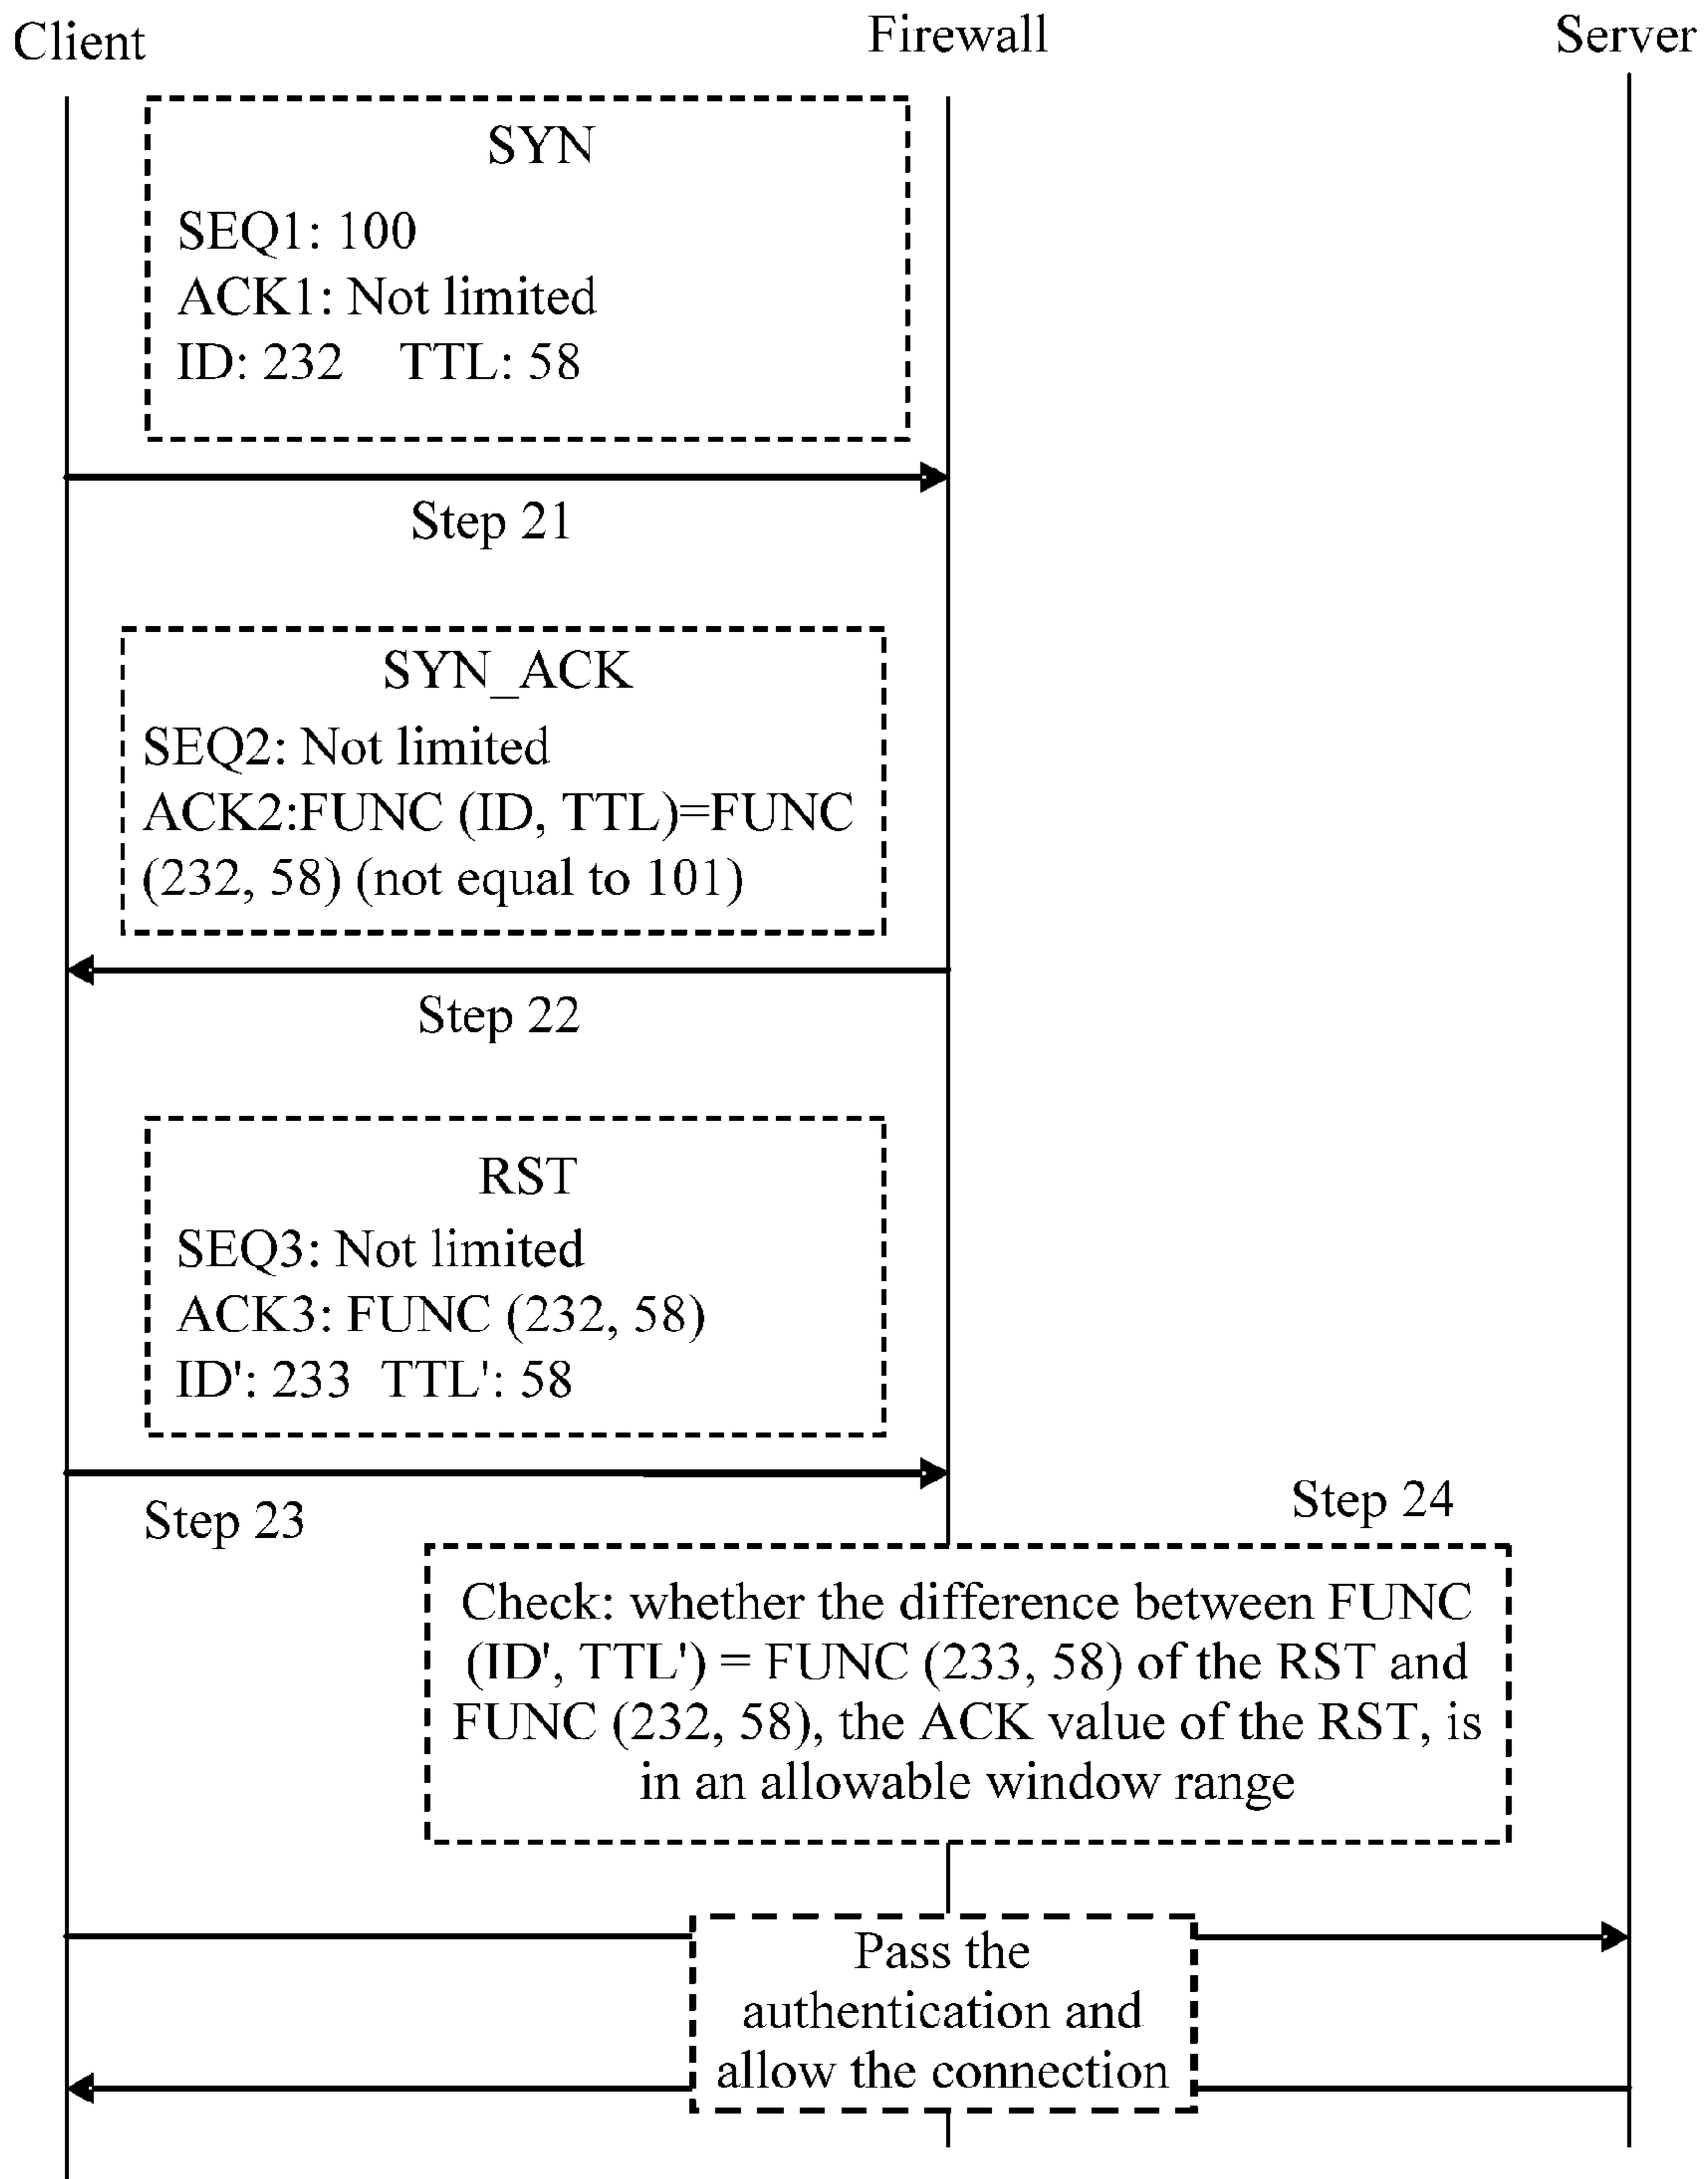 Client
Firewall
Server
SYN
SEQ1: 100
ACK1: Not limited
ID: 232 TTL: 58
Step 21
SYN_ACK
SEQ2: Not limited
ACK2:FUNC (ID, TTL)=FUNC
(232, 58) (not equal to 101)
Step 22
RST
SEQ3: Not limited
ACK3: FUNC (232, 58)
ID': 233 TTL': 58
Step 23
Step 24
Check: whether the difference between FUNC
(ID', TTL') = FUNC (233, 58) of the RST and
FUNC (232, 58), the ACK value of the RST, is
in an allowable window range
Pass the
authentication and
allow the connection